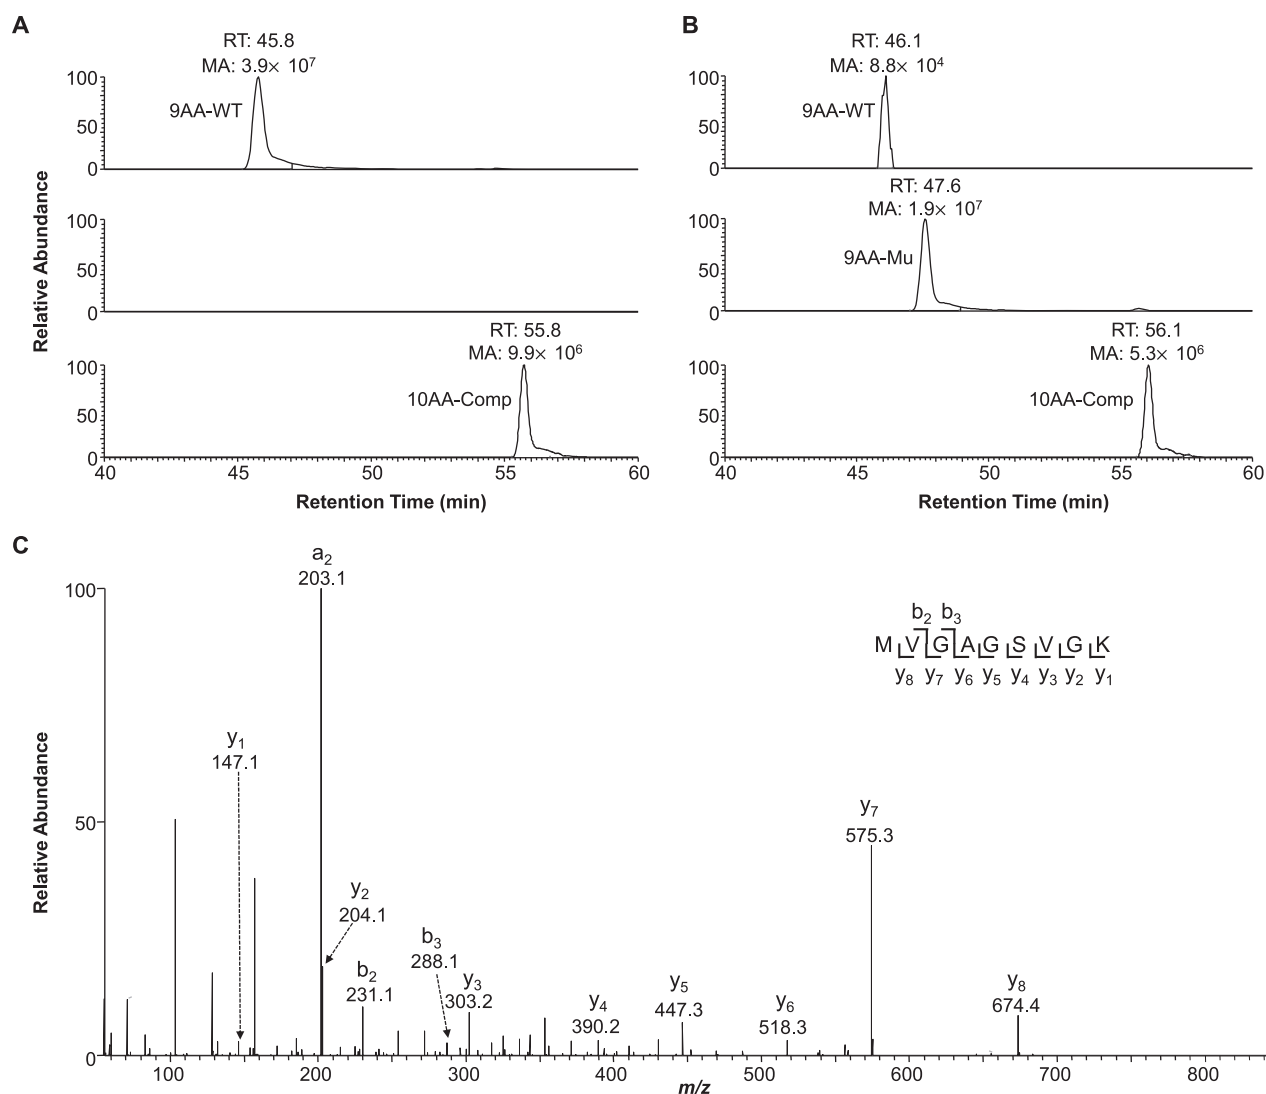 A
RT: 45.8
MA: 3.9× 10⁷
9AA-WT
100
50
0
100
50
0
RT: 55.8
MA: 9.9× 10⁶
10AA-Comp
100
50
0
40 45 50 55 60
Retention Time (min)
Relative Abundance
B
RT: 46.1
MA: 8.8× 10⁴
9AA-WT
100
50
0
RT: 47.6
MA: 1.9× 10⁷
9AA-Mu
100
50
0
RT: 56.1
MA: 5.3× 10⁶
10AA-Comp
100
50
0
40 45 50 55 60
Retention Time (min)
C
a₂
203.1
100
50
0
Relative Abundance
b₂ b₃
M V G A G S V G K
y₈ y₇ y₆ y₅ y₄ y₃ y₂ y₁
y₁
147.1
y₂
204.1
b₂
231.1
b₃
288.1
y₃
303.2
y₄
390.2
y₅
447.3
y₆
518.3
y₇
575.3
y₈
674.4
100 200 300 400 500 600 700 800
m/z